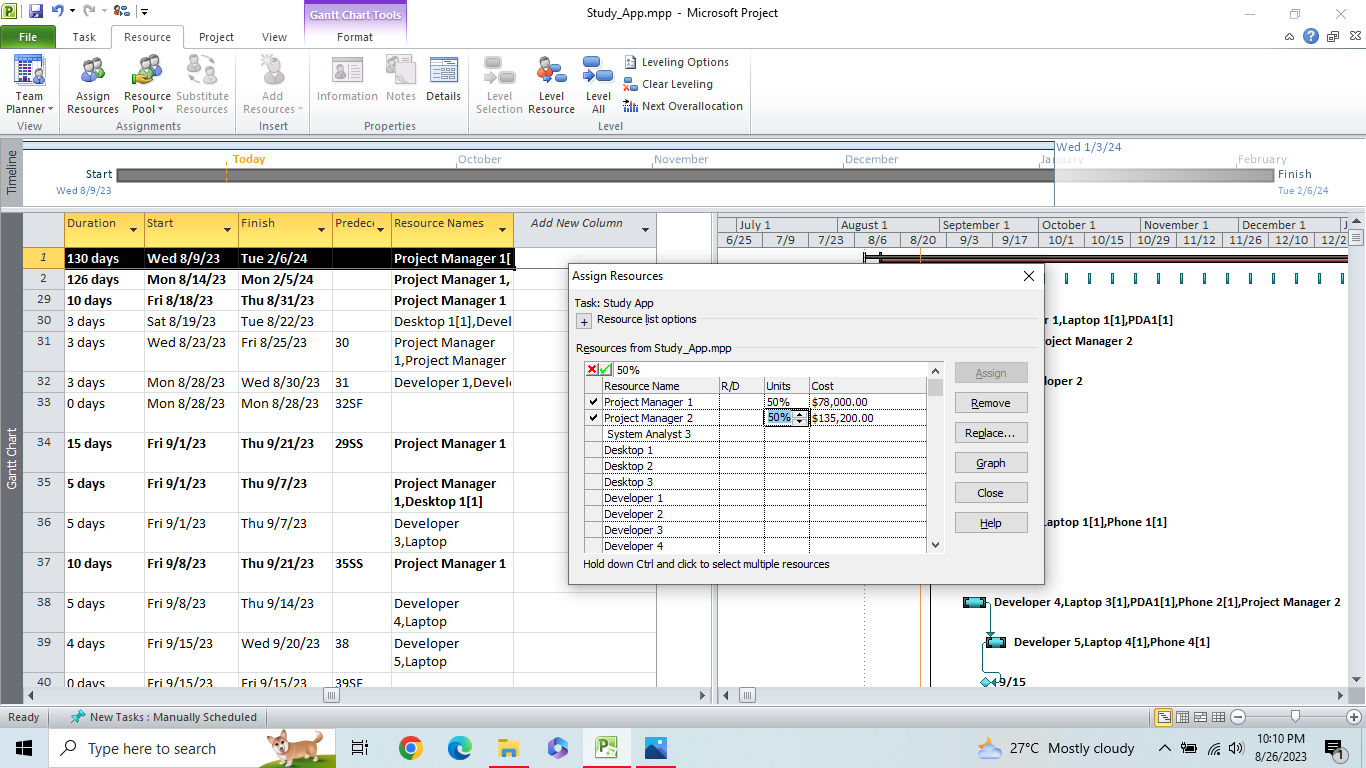 Gantt Chart Tools
Study_App.mpp - Microsoft Project
File Task Resource Project View Format
Team Planner
Assign Resources
Resource Pool
Substitute Resources
Add Resources
Information
Notes
Details
Level Selection
Level Resource
Level All
Leveling Options
Clear Leveling
Next Overallocation
View Assignments Insert Properties Level
Timeline
Wed 1/3/24
Today October November December January February
Start
Wed 8/9/23
Finish
Tue 2/6/24
Gantt Chart
Duration Start Finish Predec Resource Names Add New Column
July 1 August 1 September 1 October 1 November 1 December 1
6/25 7/9 7/23 8/6 8/20 9/3 9/17 10/1 10/15 10/29 11/12 11/26 12/10 12/2
1 130 days Wed 8/9/23 Tue 2/6/24 Project Manager 1[
2 126 days Mon 8/14/23 Mon 2/5/24 Project Manager 1,
29 10 days Fri 8/18/23 Thu 8/31/23 Project Manager 1
30 3 days Sat 8/19/23 Tue 8/22/23 Desktop 1[1],Devel
31 3 days Wed 8/23/23 Fri 8/25/23 30 Project Manager
1,Project Manager
32 3 days Mon 8/28/23 Wed 8/30/23 31 Developer 1,Devel
33 0 days Mon 8/28/23 Mon 8/28/23 32SF
34 15 days Fri 9/1/23 Thu 9/21/23 29SS Project Manager 1
35 5 days Fri 9/1/23 Thu 9/7/23 Project Manager
1,Desktop 1[1]
36 5 days Fri 9/1/23 Thu 9/7/23 Developer
3,Laptop
37 10 days Fri 9/8/23 Thu 9/21/23 35SS Project Manager 1
38 5 days Fri 9/8/23 Thu 9/14/23 Developer
4,Laptop
39 4 days Fri 9/15/23 Wed 9/20/23 38 Developer
5,Laptop
40 0 days Fri 9/15/23 Fri 9/15/23 39SF
Assign Resources
Task: Study App
+ Resource list options
Resources from Study_App.mpp
50%
Resource Name R/D Units Cost
Project Manager 1 50% $78,000.00
Project Manager 2 50% $135,200.00
System Analyst 3
Desktop 1
Desktop 2
Desktop 3
Developer 1
Developer 2
Developer 3
Developer 4
Assign
Remove
Replace...
Graph
Close
Help
Hold down Ctrl and click to select multiple resources
1,Laptop 1[1],PDA1[1]
oject Manager 2
loper 2
aptop 1[1],Phone 1[1]
Developer 4,Laptop 3[1],PDA1[1],Phone 2[1],Project Manager 2
Developer 5,Laptop 4[1],Phone 4[1]
9/15
Ready New Tasks : Manually Scheduled
Type here to search
27°C Mostly cloudy
10:10 PM
8/26/2023
1